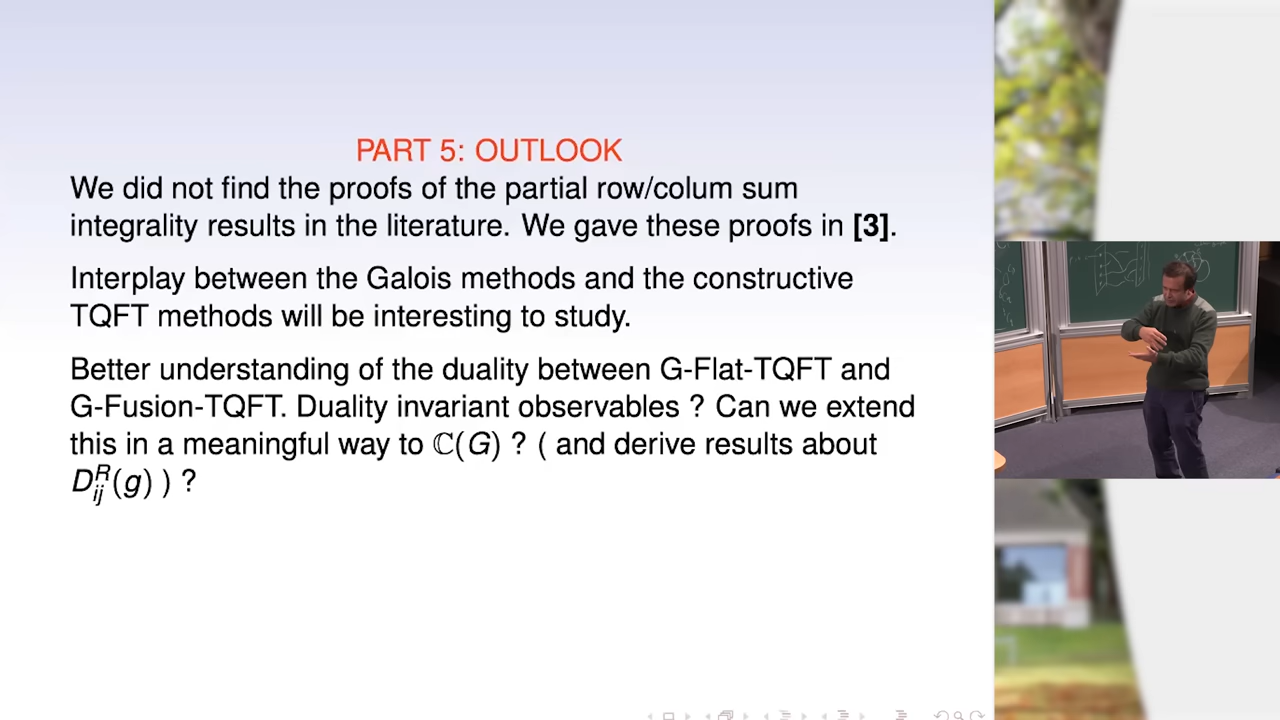 PART 5: OUTLOOK
We did not find the proofs of the partial row/colum sum
integrality results in the literature. We gave these proofs in [3].
Interplay between the Galois methods and the constructive
TQFT methods will be interesting to study.
Better understanding of the duality between G-Flat-TQFT and
G-Fusion-TQFT. Duality invariant observables ? Can we extend
this in a meaningful way to ℂ(G) ? ( and derive results about
D^R_{ij}(g) ) ?